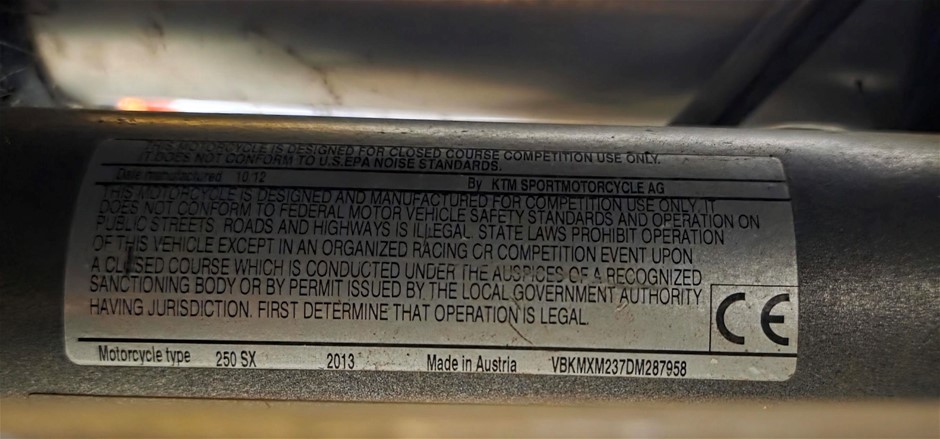 THIS MOTORCYCLE IS DESIGNED FOR CLOSED COURSE COMPETITION USE ONLY.
IT DOES NOT CONFORM TO U.S.EPA NOISE STANDARDS.
Date manufactured 10 12 By KTM SPORTMOTORCYCLE AG
THIS MOTORCYCLE IS DESIGNED AND MANUFACTURED FOR COMPETITION USE ONLY. IT
DOES NOT CONFORM TO FEDERAL MOTOR VEHICLE SAFETY STANDARDS AND OPERATION ON
PUBLIC STREETS ROADS AND HIGHWAYS IS ILLEGAL. STATE LAWS PROHIBIT OPERATION
OF THIS VEHICLE EXCEPT IN AN ORGANIZED RACING OR COMPETITION EVENT UPON
A CLOSED COURSE WHICH IS CONDUCTED UNDER THE AUSPICES OF A RECOGNIZED
SANCTIONING BODY OR BY PERMIT ISSUED BY THE LOCAL GOVERNMENT AUTHORITY
HAVING JURISDICTION. FIRST DETERMINE THAT OPERATION IS LEGAL.
CE
Motorcycle type 250 SX 2013 Made in Austria VBKMXM237DM287958